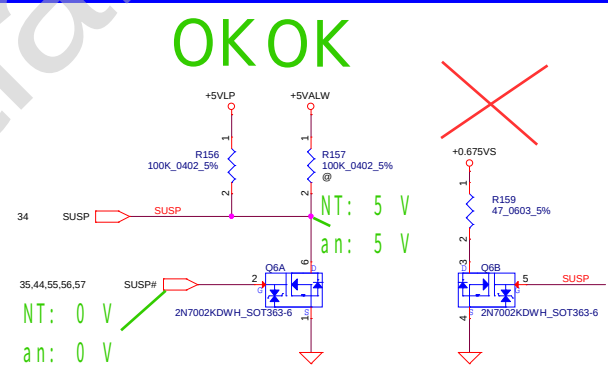 OKOK
+5VLP
+5VALW
+0.675VS
1
1
1
R156
100K_0402_5%
R157
100K_0402_5%
@
R159
47_0603_5%
2
2
2
34
SUSP
SUSP
NT: 5 V
an: 5 V
6
D
3
D
Q6A
Q6B
35,44,55,56,57
SUSP#
2
G
5
G
SUSP
NT: 0 V
an: 0 V
S
1
2N7002KDWH_SOT363-6
S
4
2N7002KDWH_SOT363-6